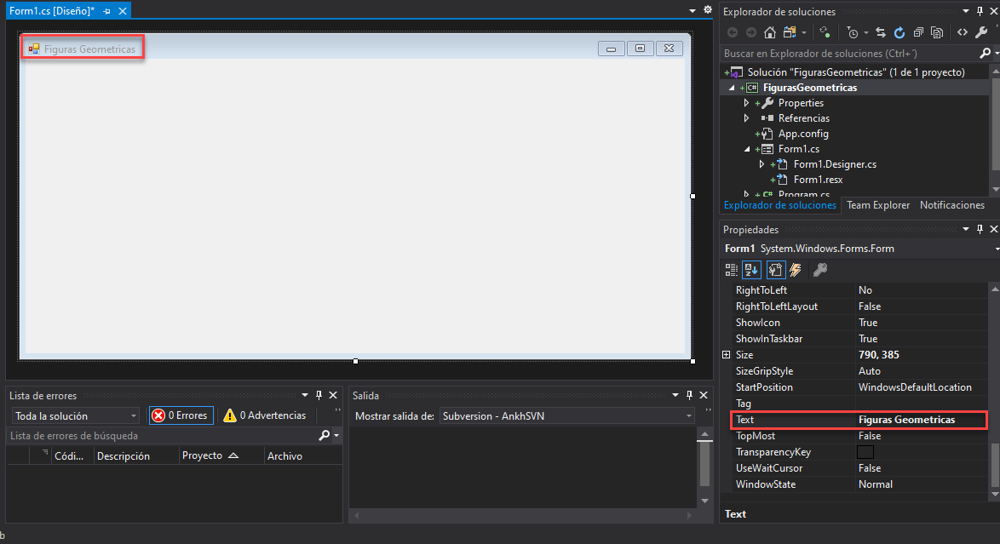 Form1.cs [Diseño]*
Figuras Geometricas
Lista de errores
Toda la solución
0 Errores
0 Advertencias
Lista de errores de búsqueda
Códi...
Descripción
Proyecto
Archivo
Salida
Mostrar salida de: Subversion - AnkhSVN
Explorador de soluciones
Buscar en Explorador de soluciones (Ctrl+´)
Solución "FigurasGeometricas" (1 de 1 proyecto)
C# FigurasGeometricas
Properties
Referencias
App.config
Form1.cs
Form1.Designer.cs
Form1.resx
C# Program.cs
Explorador de soluciones Team Explorer Notificaciones
Propiedades
Form1 System.Windows.Forms.Form
RightToLeft No
RightToLeftLayout False
ShowIcon True
ShowInTaskbar True
Size 790, 385
SizeGripStyle Auto
StartPosition WindowsDefaultLocation
Tag
Text Figuras Geometricas
TopMost False
TransparencyKey
UseWaitCursor False
WindowState Normal
Text
b